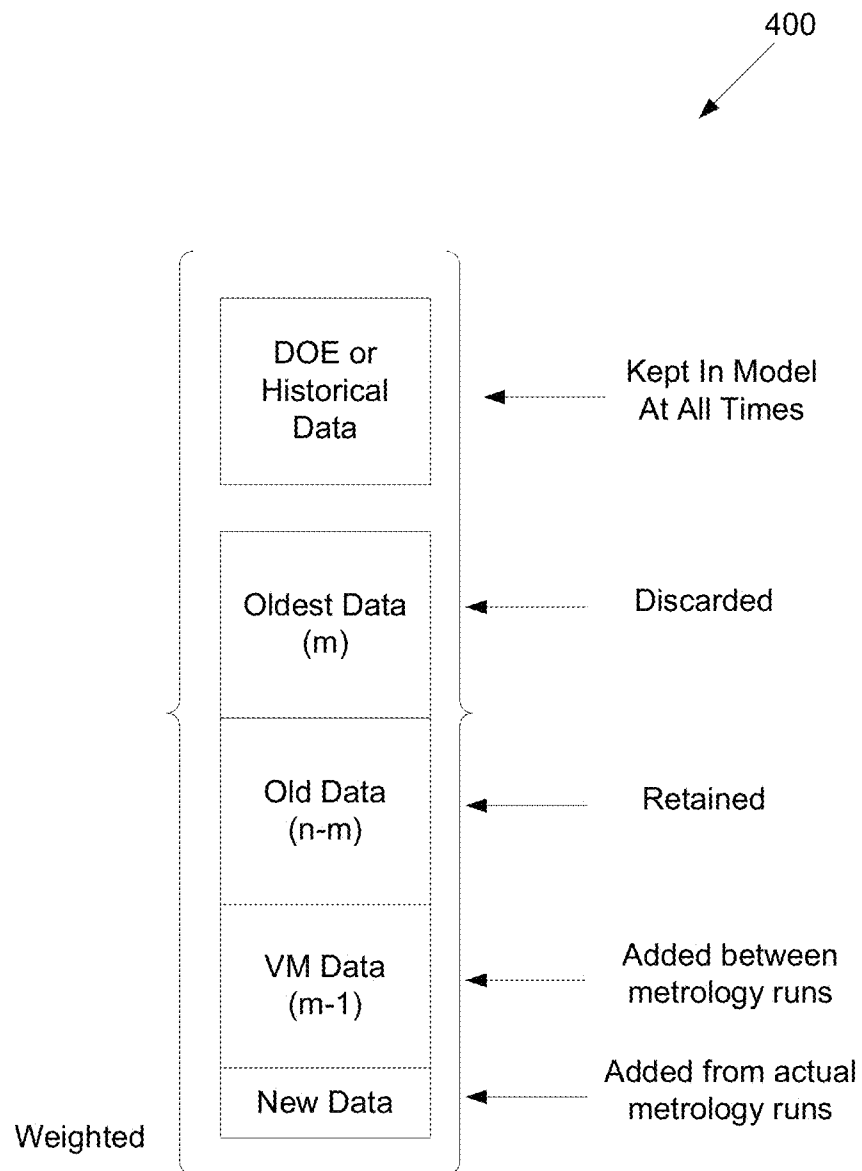 400
DOE or
Historical
Data
Kept In Model
At All Times
Oldest Data
(m)
Discarded
Old Data
(n-m)
Retained
VM Data
(m-1)
Added between
metrology runs
New Data
Added from actual
metrology runs
Weighted